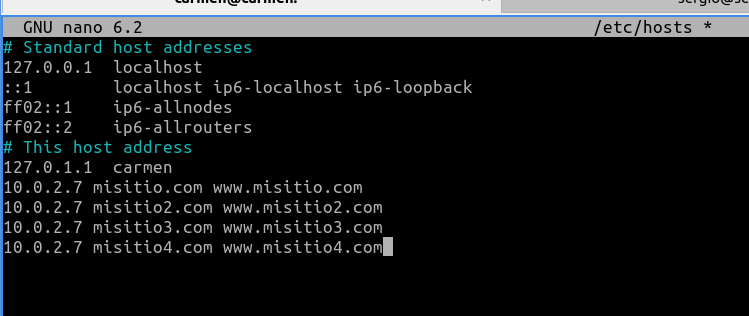 carmen@carmen:
sergio@se
GNU nano 6.2 /etc/hosts *
# Standard host addresses
127.0.0.1 localhost
::1 localhost ip6-localhost ip6-loopback
ff02::1 ip6-allnodes
ff02::2 ip6-allrouters
# This host address
127.0.1.1 carmen
10.0.2.7 misitio.com www.misitio.com
10.0.2.7 misitio2.com www.misitio2.com
10.0.2.7 misitio3.com www.misitio3.com
10.0.2.7 misitio4.com www.misitio4.com